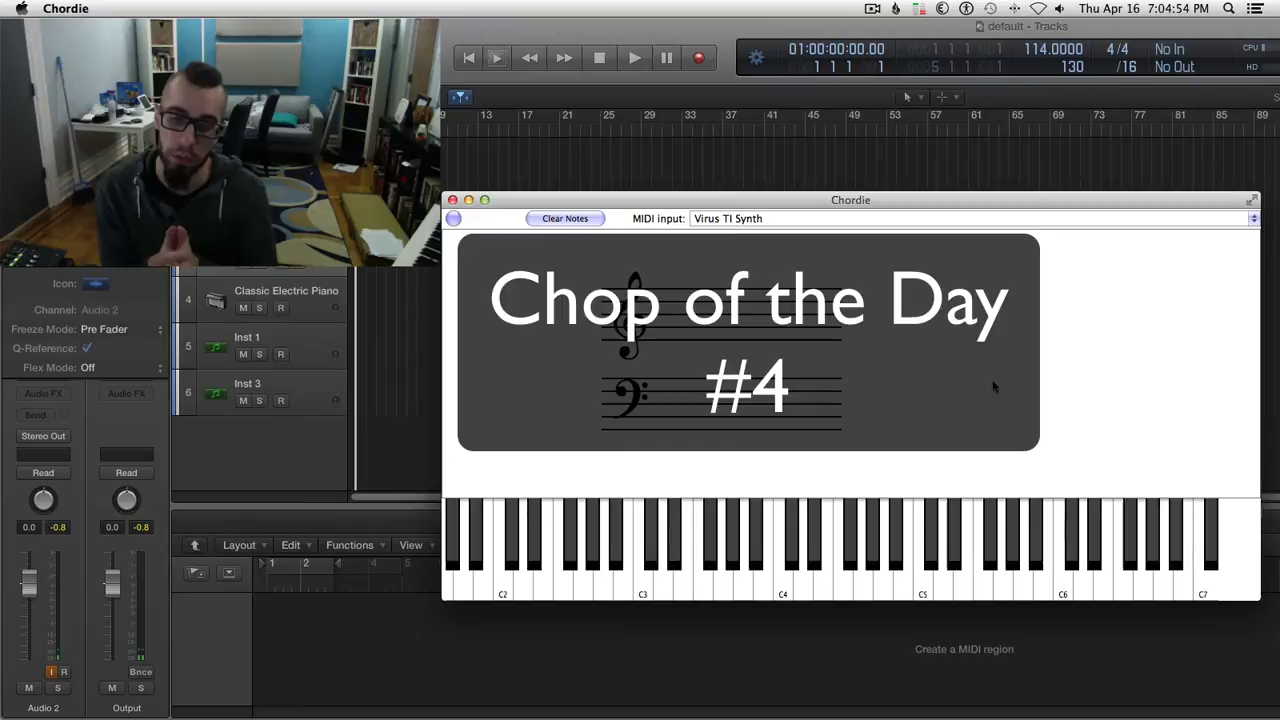 Chordie
Thu Apr 16 7:04:54 PM
default - Tracks
01:00:00:00.00
1 1 1 1
114.0000
130
4/4
/16
No In
No Out
CPU
HD
9 13 17 21 25 29 33 37 41 45 49 53 57 61 65 69 73 77 81 85 89
Chordie
Clear Notes
MIDI input: Virus TI Synth
Chop of the Day
#4
Icon:
Channel: Audio 2
Freeze Mode: Pre Fader
Q-Reference:
Flex Mode: Off
4 Classic Electric Piano
M S R
5 Inst 1
M S R
6 Inst 3
M S R
Audio FX Audio FX
Send
Stereo Out
Read Read
0.0 -0.8 0.0 -0.8
I R Bnce
M S M S
Audio 2 Output
Layout Edit Functions View
1 2 3 4 5
C2 C3 C4 C5 C6 C7
Create a MIDI region